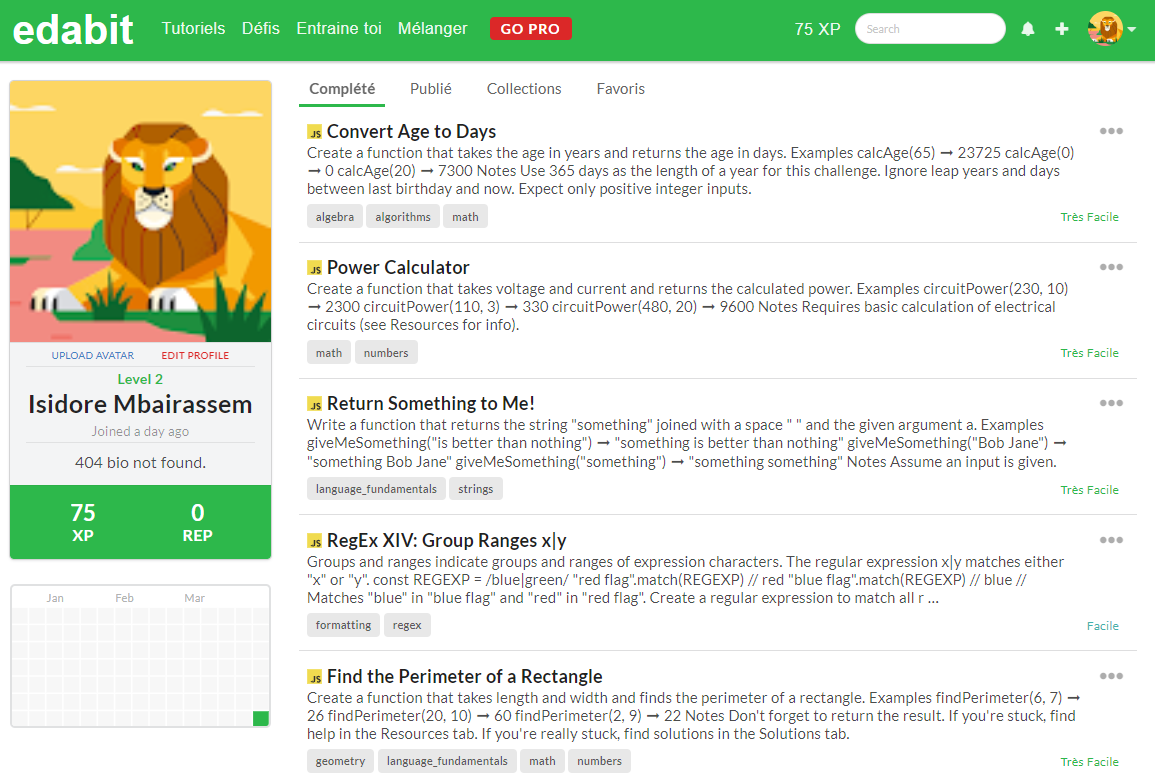 edabit Tutoriels Défis Entraine toi Mélanger GO PRO 75 XP Search
UPLOAD AVATAR EDIT PROFILE
Level 2
Isidore Mbairassem
Joined a day ago
404 bio not found.
75 0
XP REP
Jan Feb Mar
Complété Publié Collections Favoris
JS Convert Age to Days
Create a function that takes the age in years and returns the age in days. Examples calcAge(65) ➞ 23725 calcAge(0)
➞ 0 calcAge(20) ➞ 7300 Notes Use 365 days as the length of a year for this challenge. Ignore leap years and days
between last birthday and now. Expect only positive integer inputs.
algebra algorithms math Très Facile
JS Power Calculator
Create a function that takes voltage and current and returns the calculated power. Examples circuitPower(230, 10)
➞ 2300 circuitPower(110, 3) ➞ 330 circuitPower(480, 20) ➞ 9600 Notes Requires basic calculation of electrical
circuits (see Resources for info).
math numbers Très Facile
JS Return Something to Me!
Write a function that returns the string "something" joined with a space " " and the given argument a. Examples
giveMeSomething("is better than nothing") ➞ "something is better than nothing" giveMeSomething("Bob Jane") ➞
"something Bob Jane" giveMeSomething("something") ➞ "something something" Notes Assume an input is given.
language_fundamentals strings Très Facile
JS RegEx XIV: Group Ranges x|y
Groups and ranges indicate groups and ranges of expression characters. The regular expression x|y matches either
"x" or "y". const REGEXP = /blue|green/ "red flag".match(REGEXP) // red "blue flag".match(REGEXP) // blue //
Matches "blue" in "blue flag" and "red" in "red flag". Create a regular expression to match all r ...
formatting regex Facile
JS Find the Perimeter of a Rectangle
Create a function that takes length and width and finds the perimeter of a rectangle. Examples findPerimeter(6, 7) ➞
26 findPerimeter(20, 10) ➞ 60 findPerimeter(2, 9) ➞ 22 Notes Don't forget to return the result. If you're stuck, find
help in the Resources tab. If you're really stuck, find solutions in the Solutions tab.
geometry language_fundamentals math numbers Très Facile